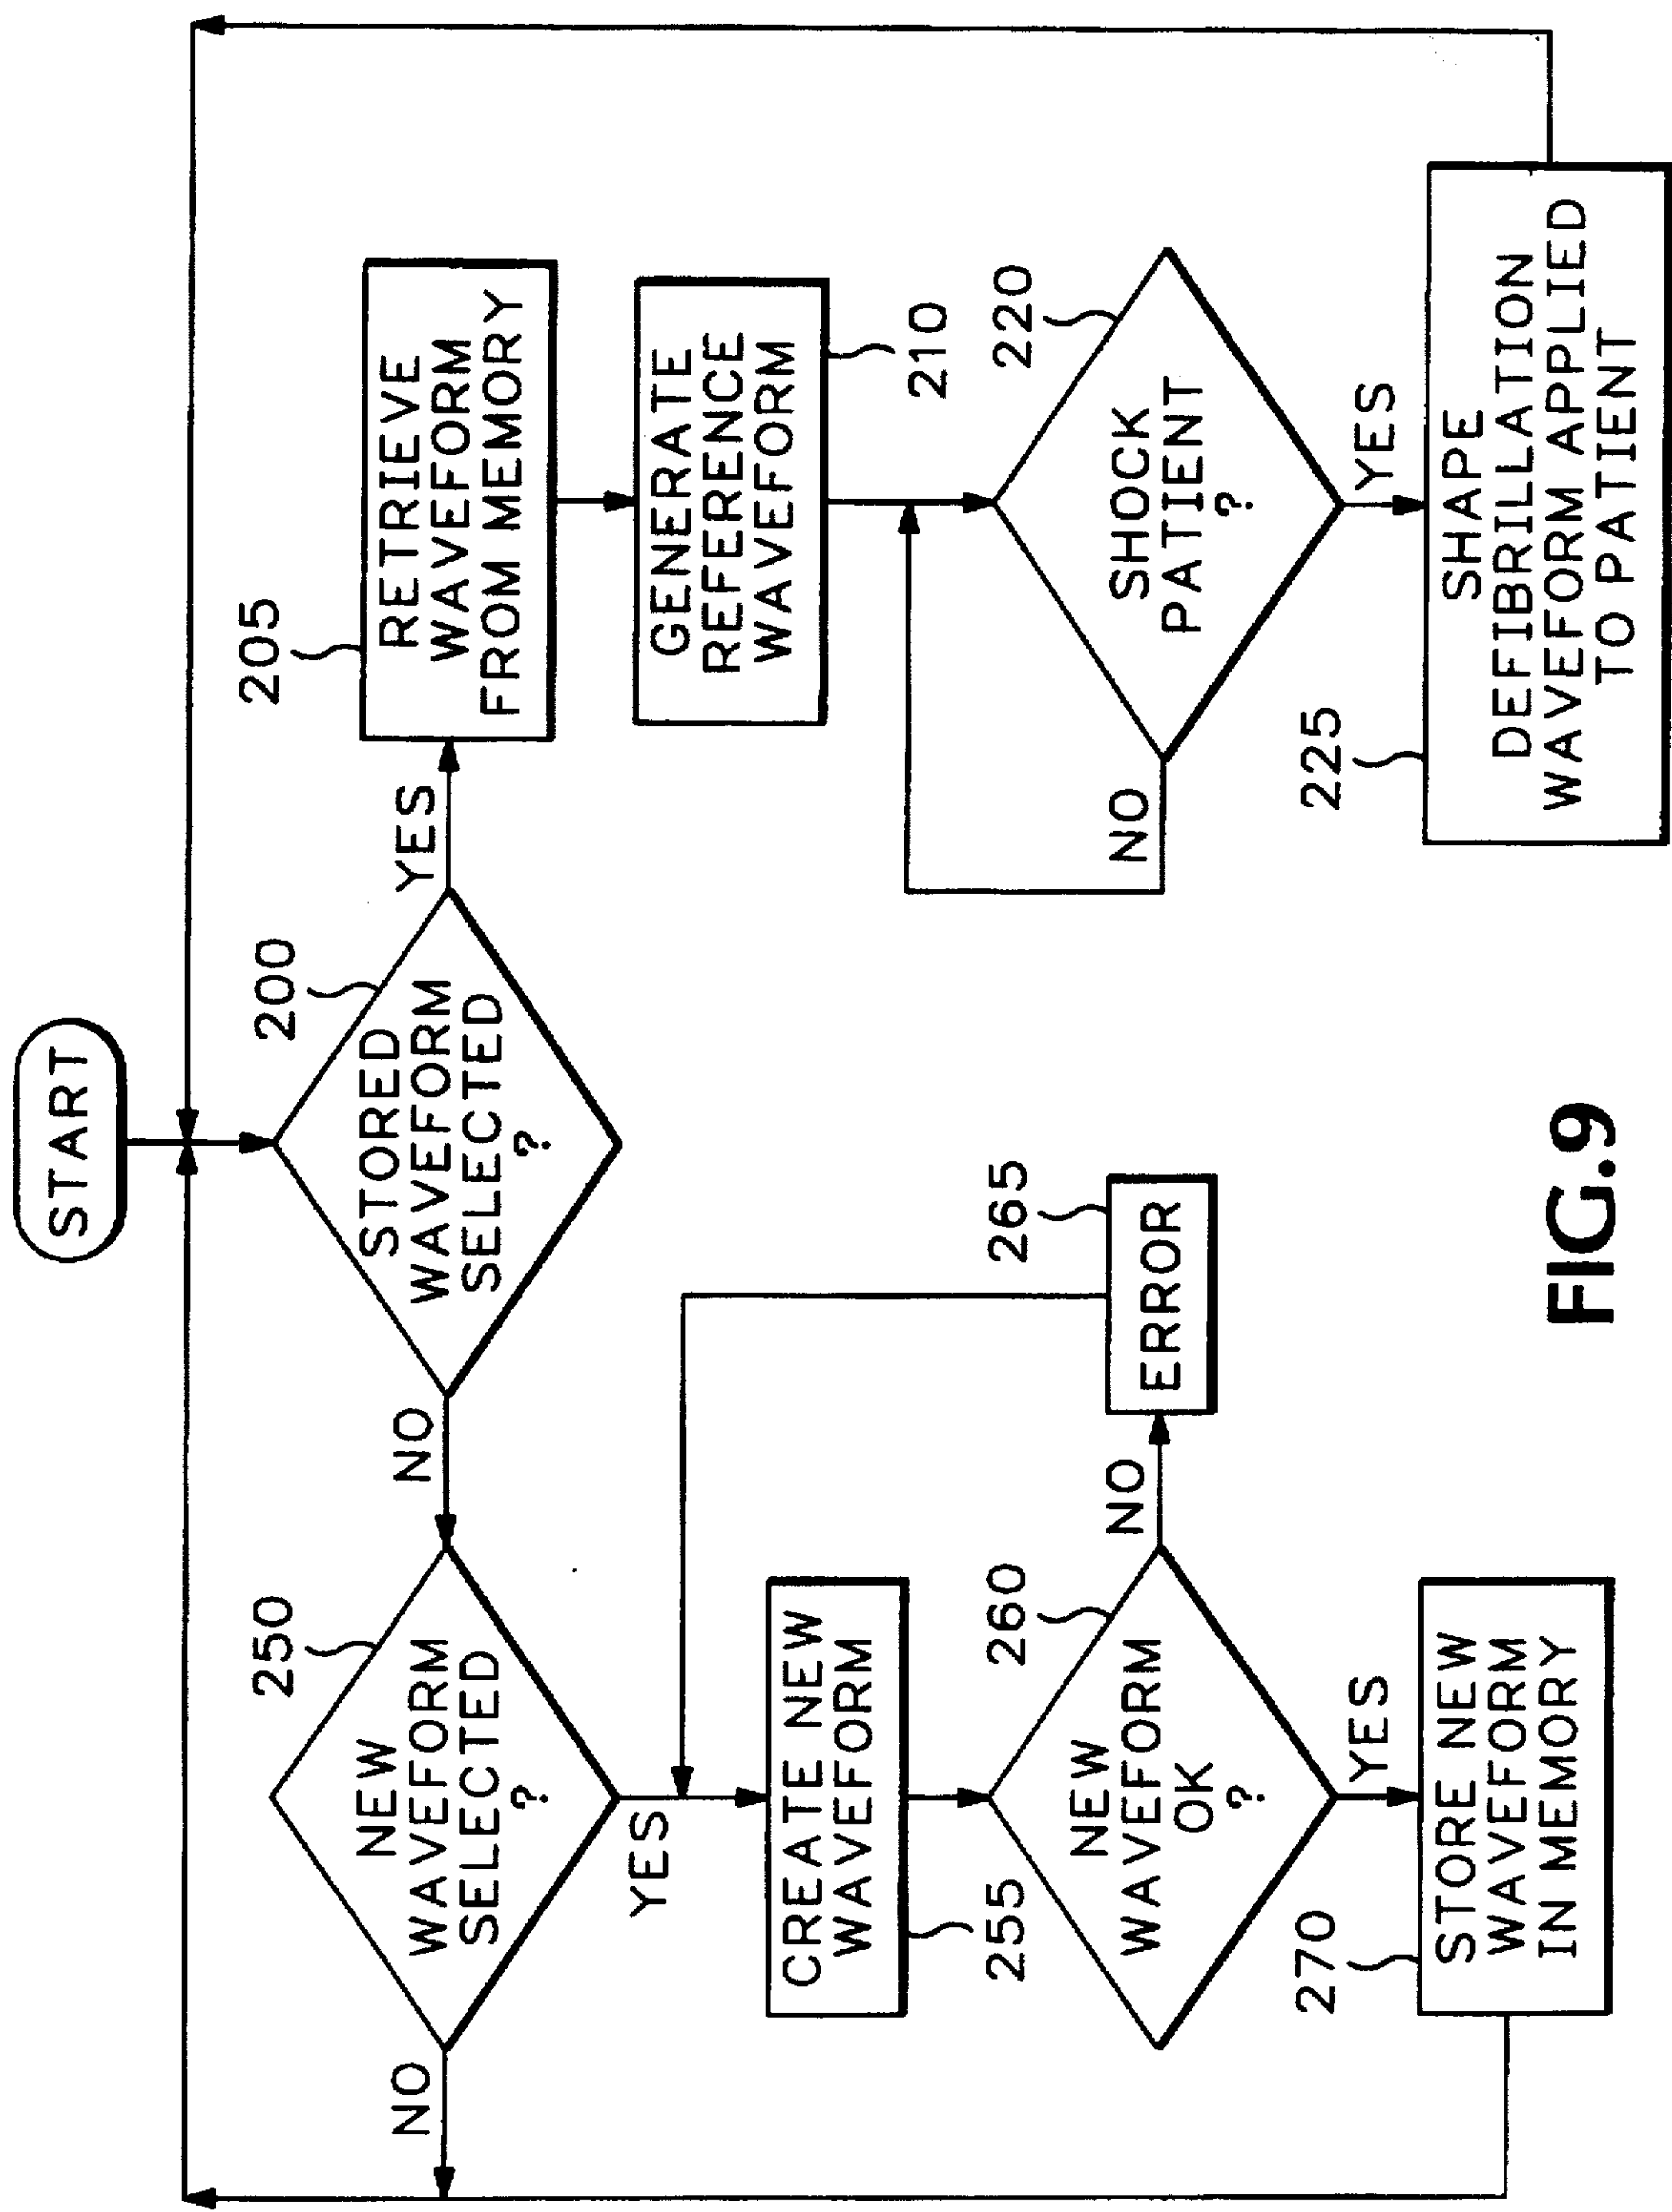 START
200
STORED
WAVEFORM
SELECTED
?
YES
NO
205
RETRIEVE
WAVEFORM
FROM MEMORY
GENERATE
REFERENCE
WAVEFORM
210
220
SHOCK
PATIENT
?
NO
YES
225
SHAPE
DEFIBRILLATION
WAVEFORM APPLIED
TO PATIENT
250
NEW
WAVEFORM
SELECTED
?
NO
YES
CREATE NEW
WAVEFORM
255
260
NEW
WAVEFORM
OK
?
NO
265
ERROR
YES
270
STORE NEW
WAVEFORM
IN MEMORY
FIG.9